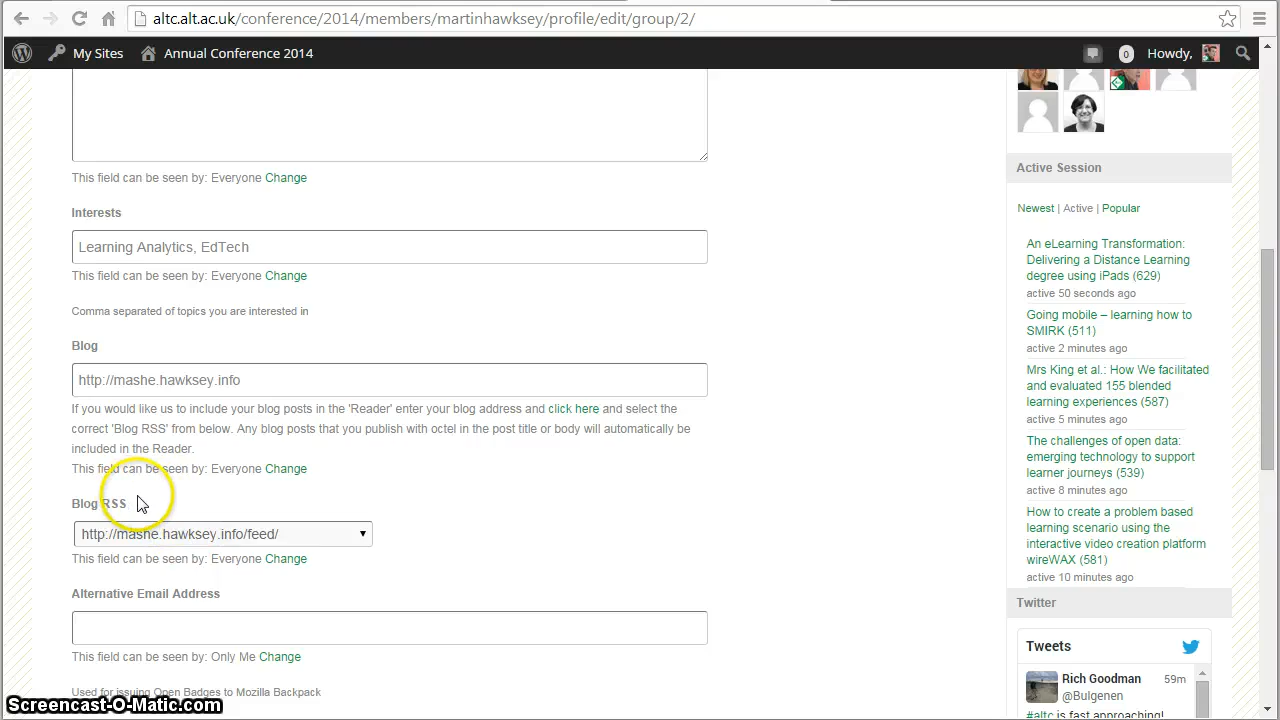 altc.alt.ac.uk/conference/2014/members/martinhawksey/profile/edit/group/2/
My Sites
Annual Conference 2014
0
Howdy,
This field can be seen by: Everyone Change
Interests
Learning Analytics, EdTech
This field can be seen by: Everyone Change
Comma separated of topics you are interested in
Blog
http://mashe.hawksey.info
If you would like us to include your blog posts in the 'Reader' enter your blog address and click here and select the
correct 'Blog RSS' from below. Any blog posts that you publish with octel in the post title or body will automatically be
included in the Reader.
This field can be seen by: Everyone Change
Blog RSS
http://mashe.hawksey.info/feed/
This field can be seen by: Everyone Change
Alternative Email Address
This field can be seen by: Only Me Change
Used for issuing Open Badges to Mozilla Backpack
Active Session
Newest | Active | Popular
An eLearning Transformation:
Delivering a Distance Learning
degree using iPads (629)
active 50 seconds ago
Going mobile – learning how to
SMIRK (511)
active 2 minutes ago
Mrs King et al.: How We facilitated
and evaluated 155 blended
learning experiences (587)
active 5 minutes ago
The challenges of open data:
emerging technology to support
learner journeys (539)
active 8 minutes ago
How to create a problem based
learning scenario using the
interactive video creation platform
wireWAX (581)
active 10 minutes ago
Twitter
Tweets
Rich Goodman 59m
@Bulgenen
#altc is fast approaching!
Screencast-O-Matic.com